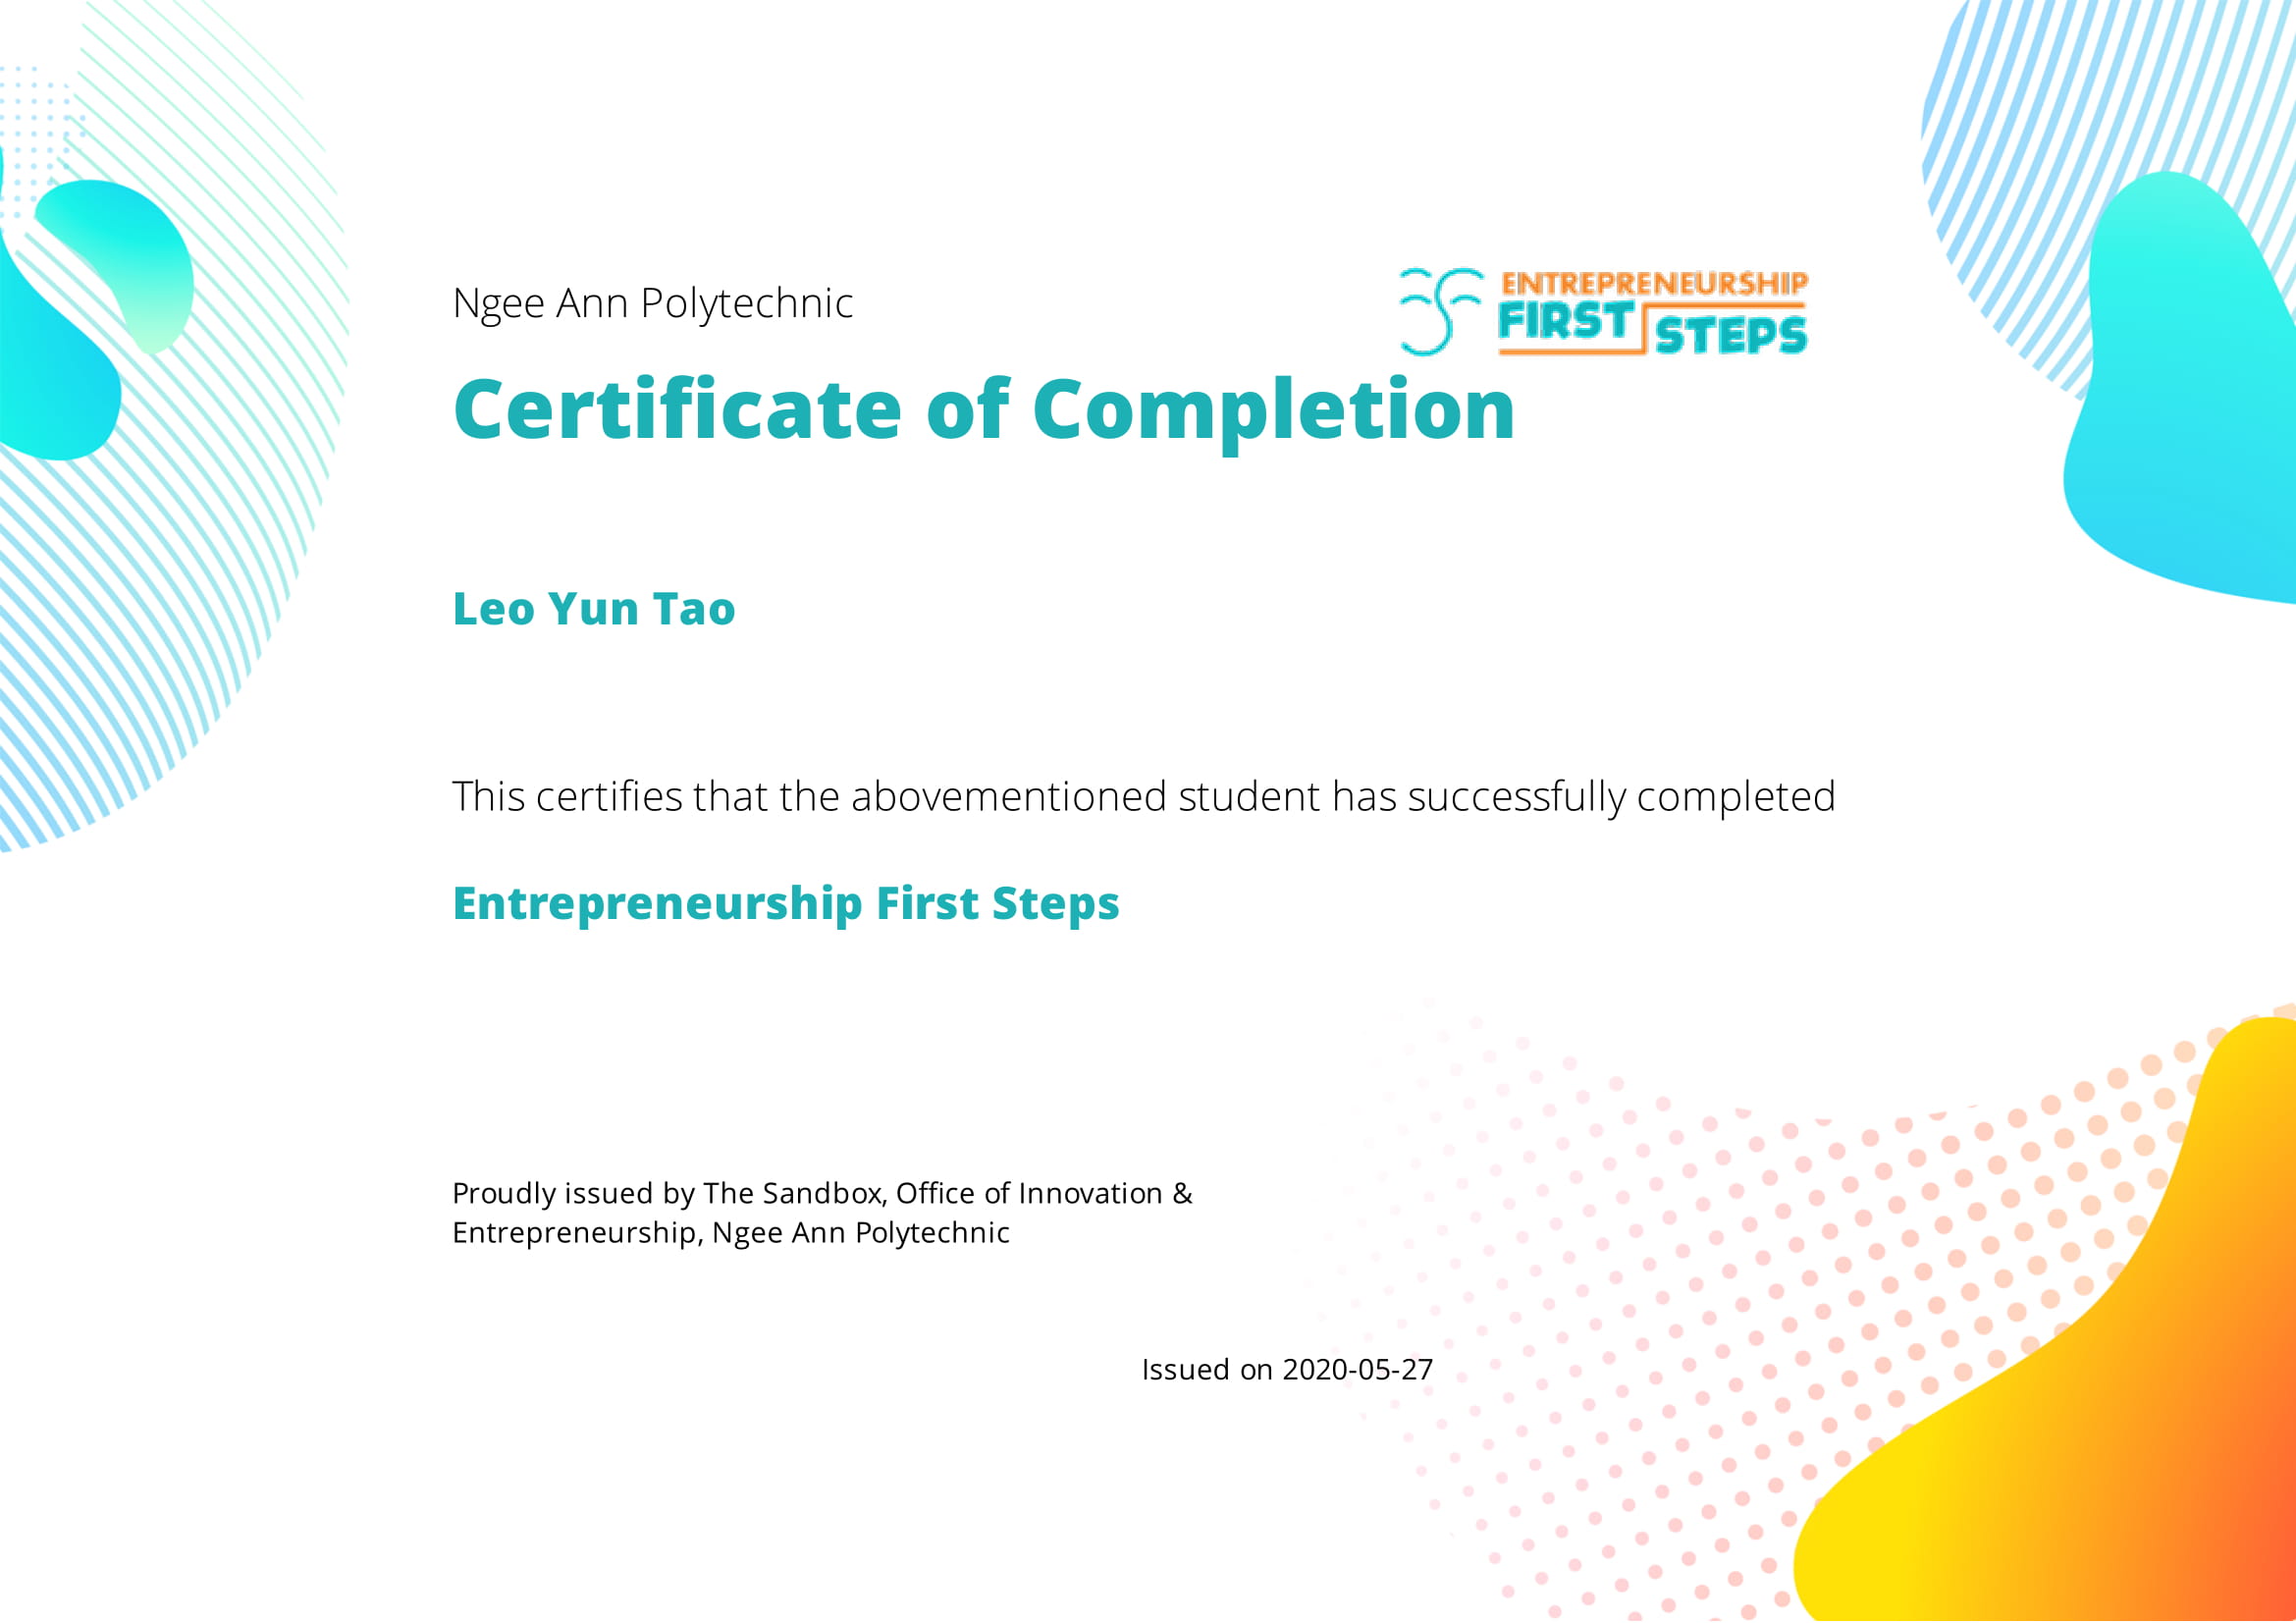 Ngee Ann Polytechnic
ENTREPRENEURSHIP
FIRST
STEPS
Certificate of Completion
Leo Yun Tao
This certifies that the abovementioned student has successfully completed
Entrepreneurship First Steps
Proudly issued by The Sandbox, Office of Innovation &
Entrepreneurship, Ngee Ann Polytechnic
Issued on 2020-05-27